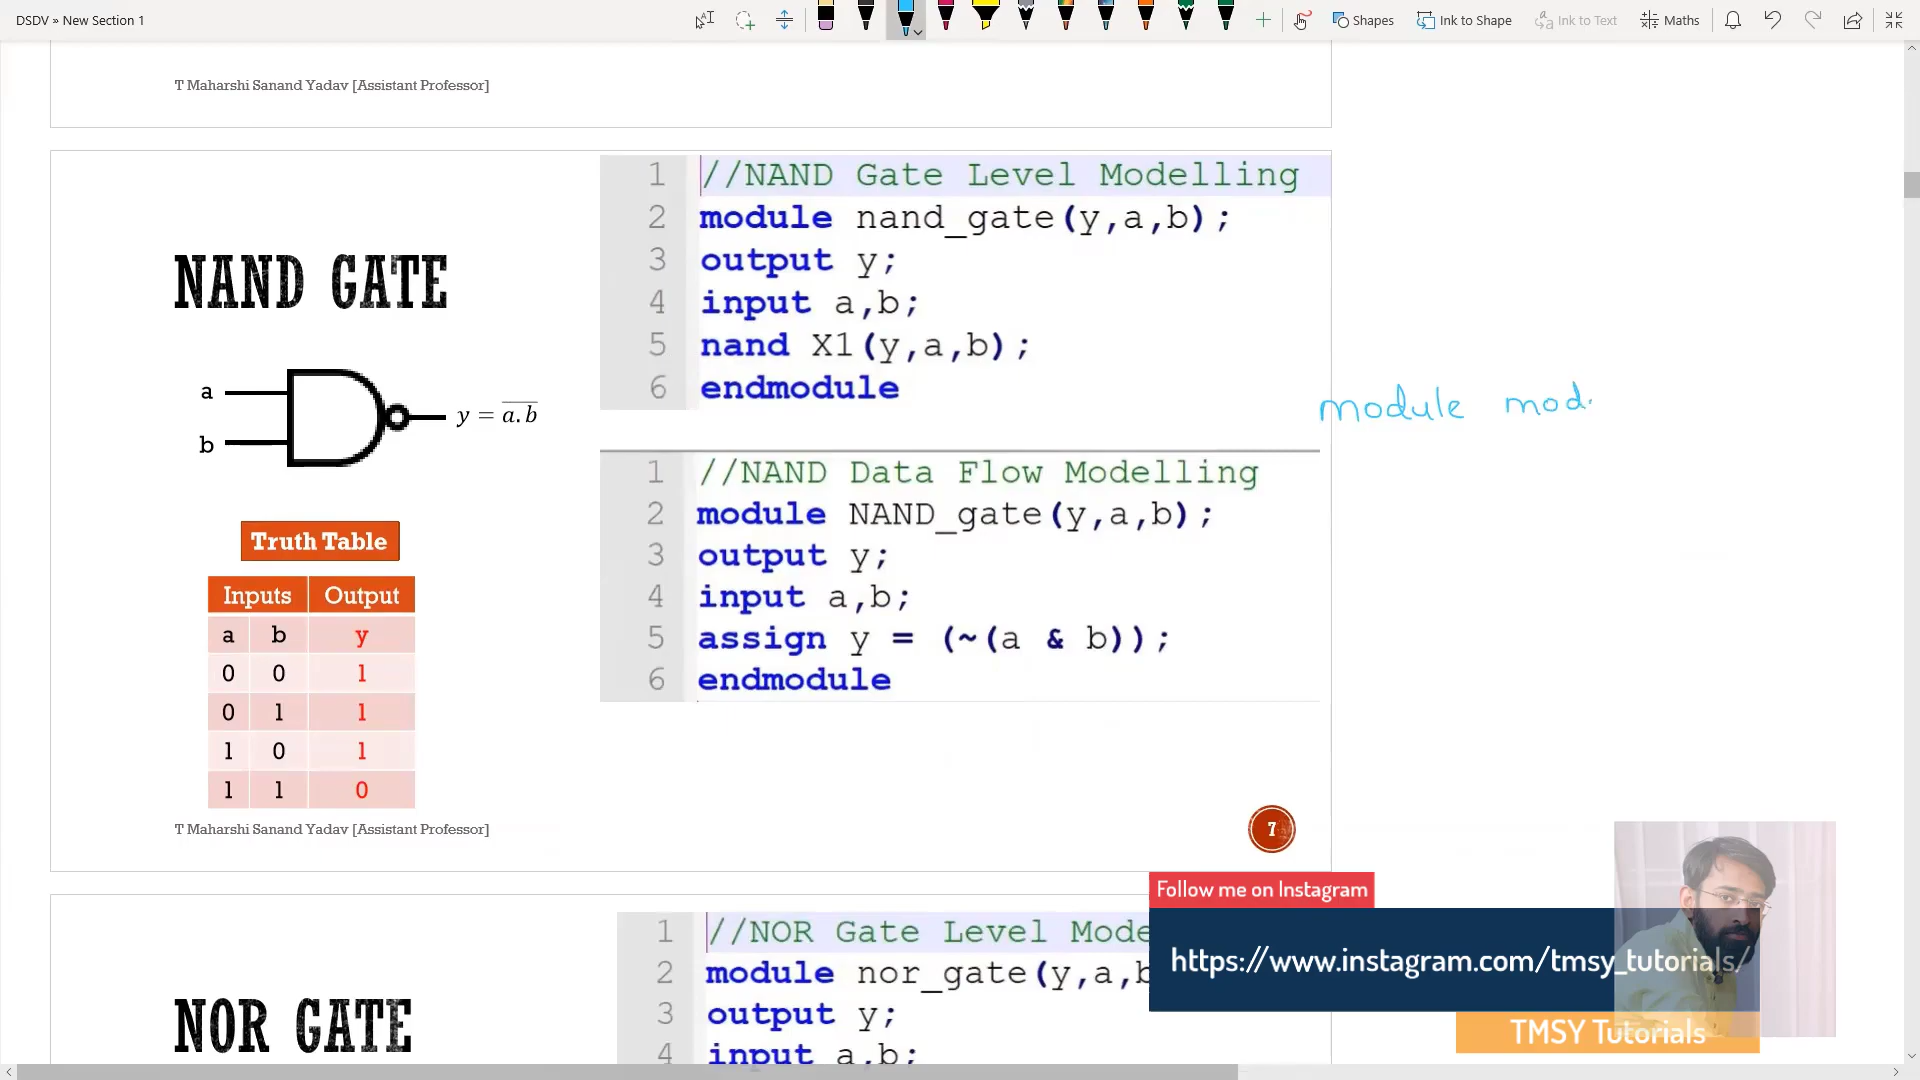 DSDV » New Section 1
Shapes
Ink to Shape
Ink to Text
Maths
T Maharshi Sanand Yadav [Assistant Professor]
NAND GATE
a
b
y = \overline{a.b}
Truth Table
Inputs Output
a b y
0 0 1
0 1 1
1 0 1
1 1 0
T Maharshi Sanand Yadav [Assistant Professor]
1 //NAND Gate Level Modelling
2 module nand_gate(y,a,b);
3 output y;
4 input a,b;
5 nand X1(y,a,b);
6 endmodule
module mod
1 //NAND Data Flow Modelling
2 module NAND_gate(y,a,b);
3 output y;
4 input a,b;
5 assign y = (~(a & b));
6 endmodule
7
NOR GATE
1 //NOR Gate Level Mode
2 module nor_gate(y,a,b
3 output y;
4 input a,b;
Follow me on Instagram
https://www.instagram.com/tmsy_tutorials/
TMSY Tutorials